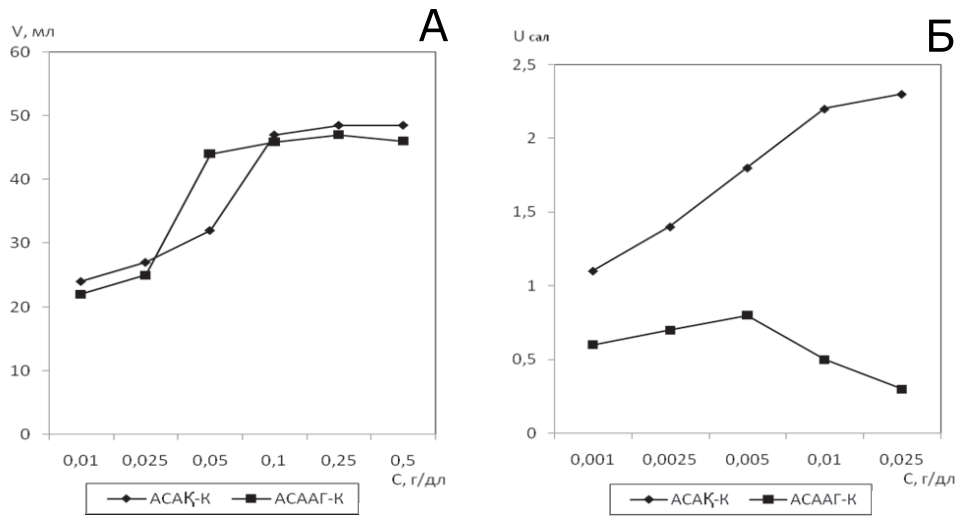 А
V, мл
60
50
40
30
20
10
0
0,01 0,025 0,05 0,1 0,25 0,5
С, г/дл
АСАҚ-К АСААГ-К
Б
U сал
2,5
2
1,5
1
0,5
0
0,001 0,0025 0,005 0,01 0,025
С, г/дл
АСАҚ-К АСААГ-К